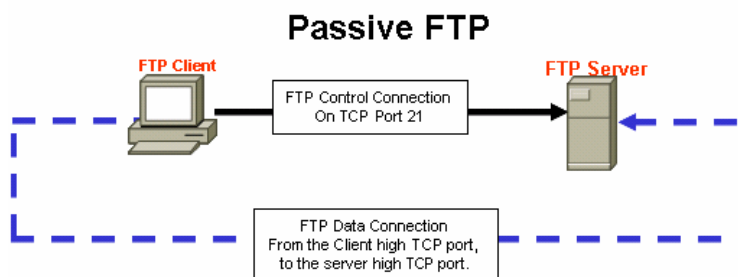 Passive FTP
FTP Client
FTP Server
FTP Control Connection
On TCP Port 21
FTP Data Connection
From the Client high TCP port,
to the server high TCP port.